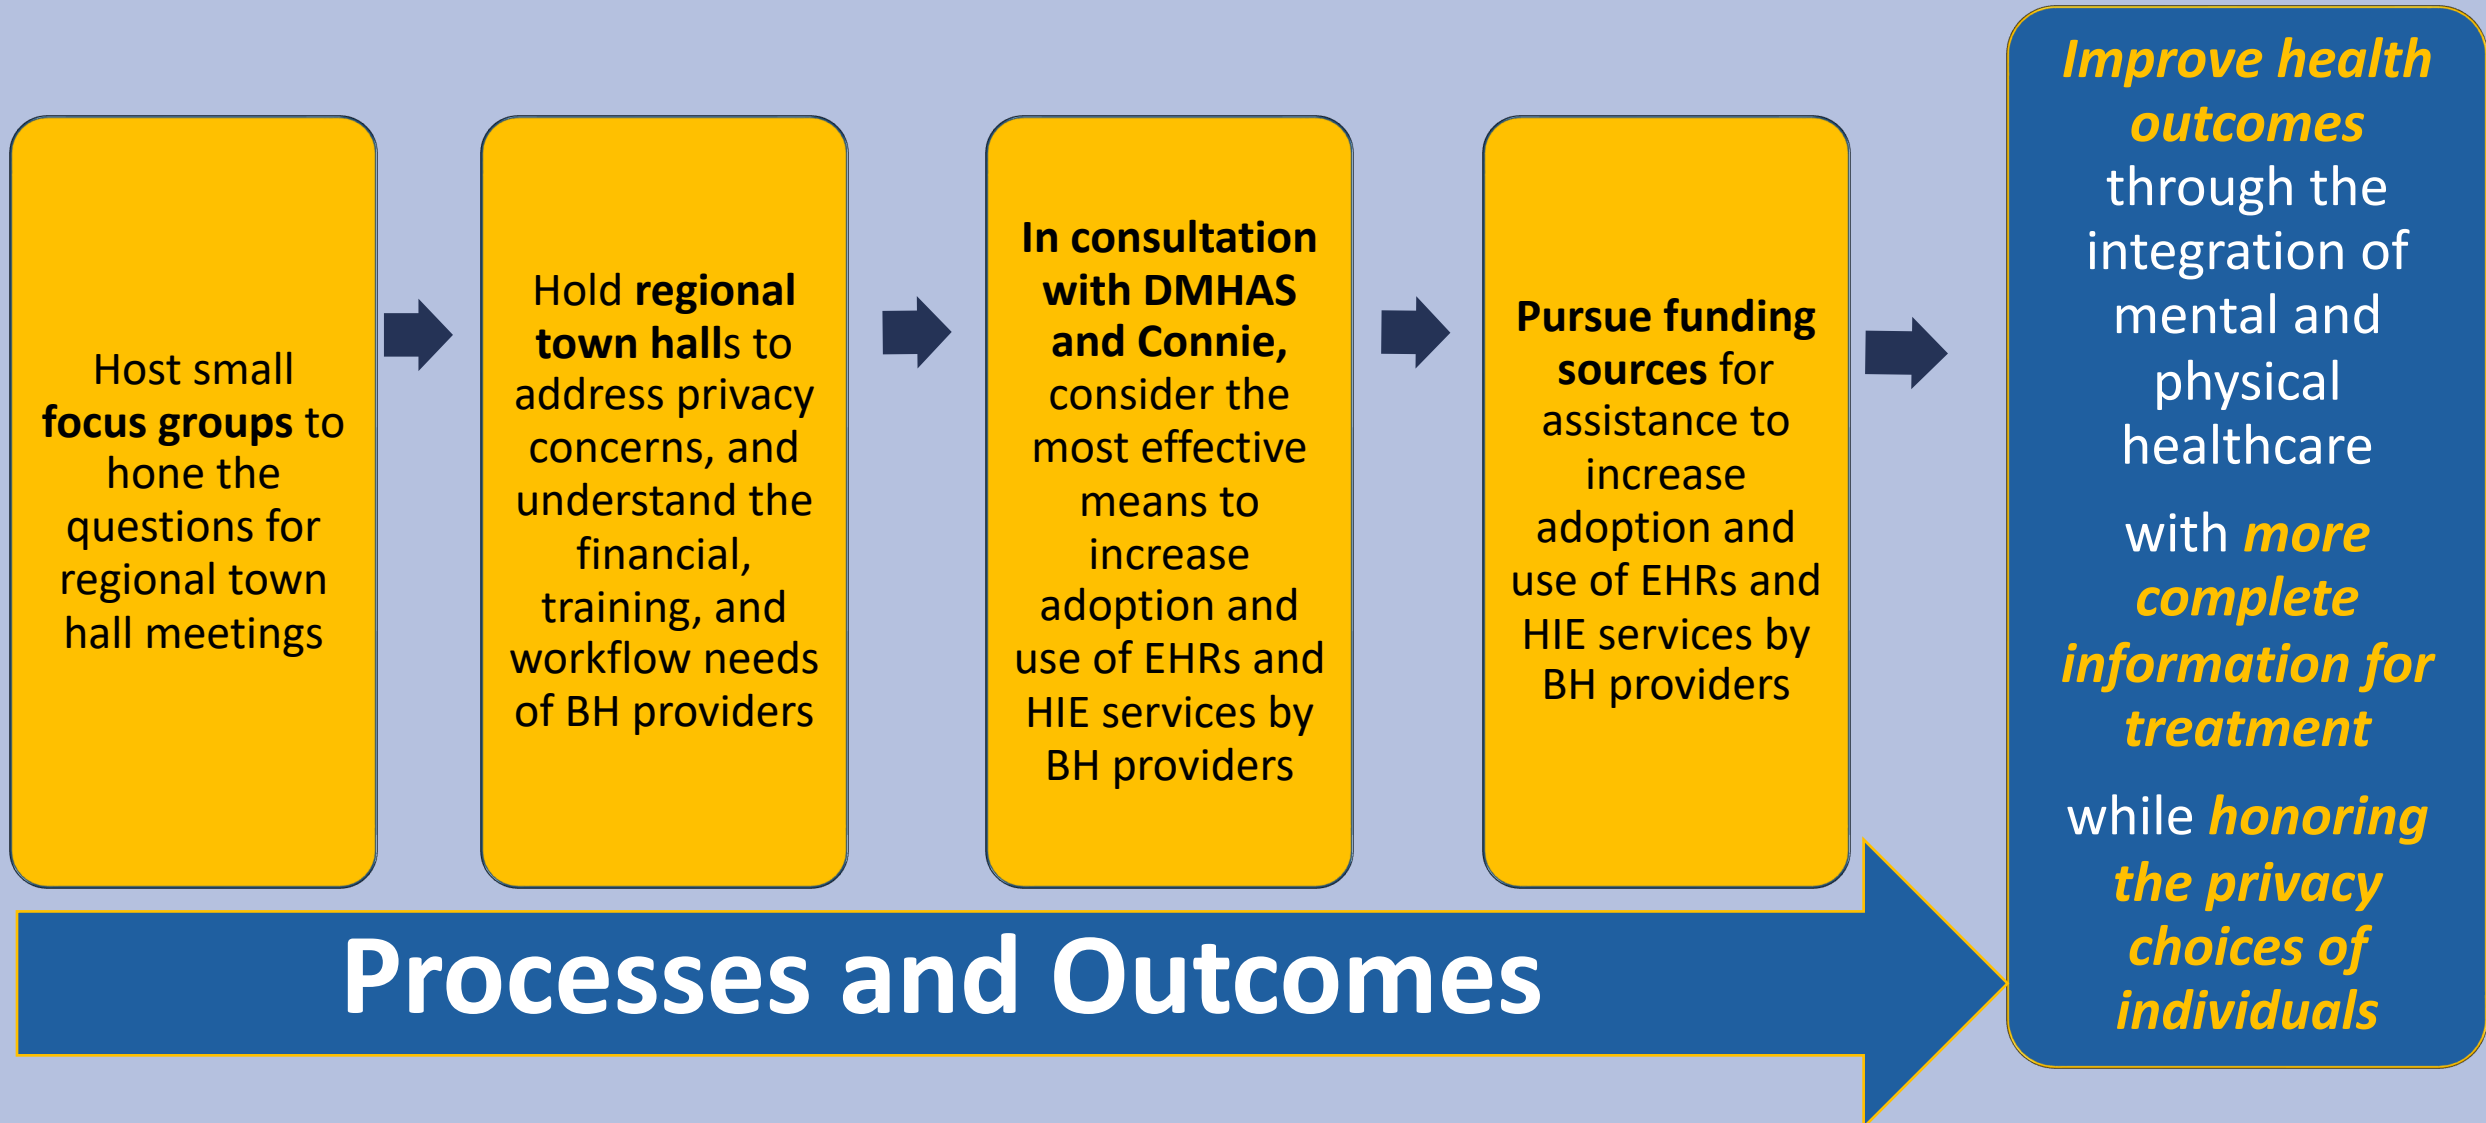 Host small
focus groups to
hone the
questions for
regional town
hall meetings
Hold regional
town halls to
address privacy
concerns, and
understand the
financial,
training, and
workflow needs
of BH providers
In consultation
with DMHAS
and Connie,
consider the
most effective
means to
increase
adoption and
use of EHRs and
HIE services by
BH providers
Pursue funding
sources for
assistance to
increase
adoption and
use of EHRs and
HIE services by
BH providers
Improve health
outcomes
through the
integration of
mental and
physical
healthcare
with more
complete
information for
treatment
while honoring
the privacy
choices of
individuals
Processes and Outcomes